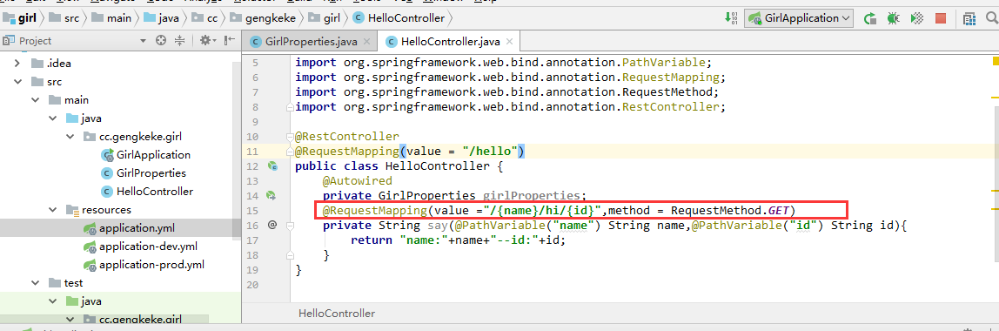 girl src main java cc gengkeke girl HelloController GirlApplication
Project GirlProperties.java HelloController.java
.idea
src
main
java
cc.gengkeke.girl
GirlApplication
GirlProperties
HelloController
resources
application.yml
application-dev.yml
application-prod.yml
test
java
cc.gengkeke.girl
5 import org.springframework.web.bind.annotation.PathVariable;
6 import org.springframework.web.bind.annotation.RequestMapping;
7 import org.springframework.web.bind.annotation.RequestMethod;
8 import org.springframework.web.bind.annotation.RestController;
9
10 @RestController
11 @RequestMapping(value = "/hello")
12 public class HelloController {
13 @Autowired
14 private GirlProperties girlProperties;
15 @RequestMapping(value ="/{name}/hi/{id}",method = RequestMethod.GET)
16 private String say(@PathVariable("name") String name,@PathVariable("id") String id){
17 return "name:"+name+"--id:"+id;
18 }
19 }
20
HelloController